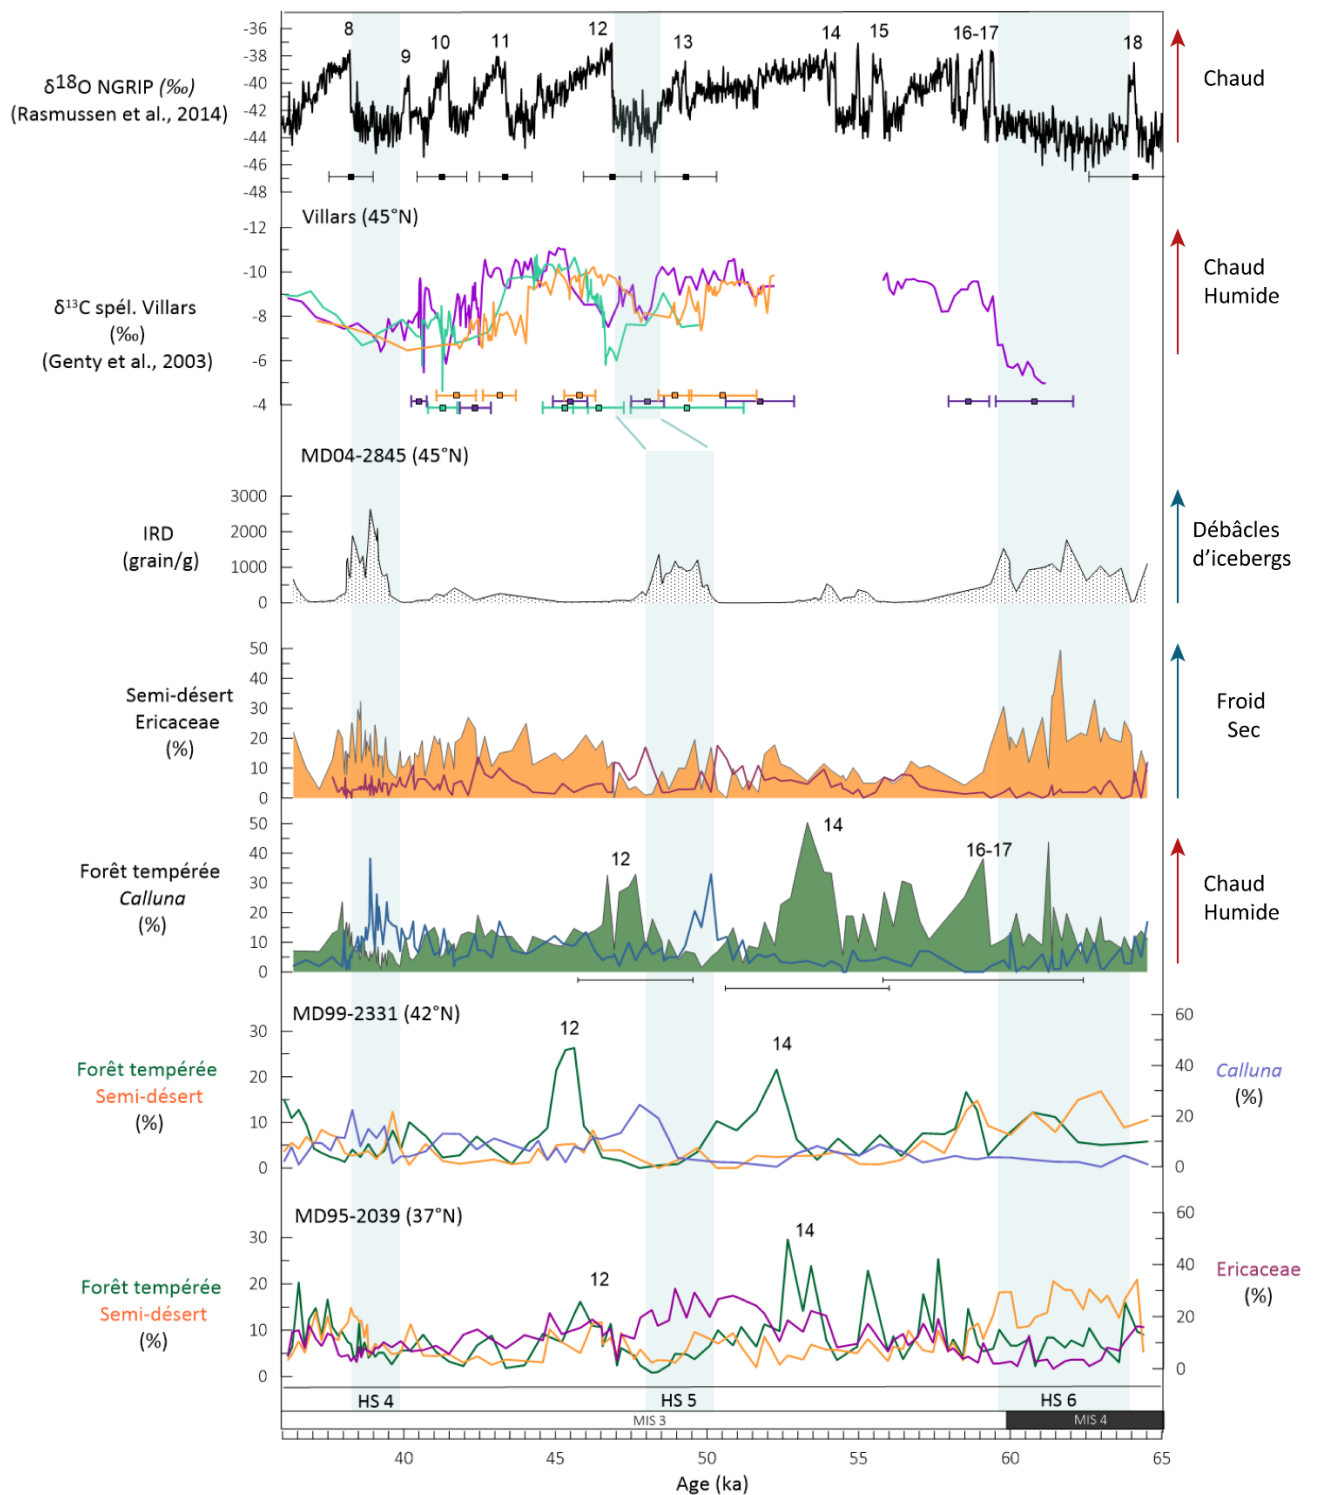 -36
-38
-40
-42
-44
-46
-48
8
9
10
11
12
13
14
15
16-17
18
δ18O NGRIP (‰)
(Rasmussen et al., 2014)
Chaud
Villars (45°N)
-12
-10
-8
-6
-4
δ13C spél. Villars
(‰)
(Genty et al., 2003)
Chaud
Humide
MD04-2845 (45°N)
3000
2000
1000
0
IRD
(grain/g)
Débâcles
d'icebergs
50
40
30
20
10
0
Semi-désert
Ericaceae
(%)
Froid
Sec
50
40
30
20
10
0
12
14
16-17
Forêt tempérée
Calluna
(%)
Chaud
Humide
MD99-2331 (42°N)
30
20
10
0
12
14
Forêt tempérée
Semi-désert
(%)
60
40
20
0
Calluna
(%)
MD95-2039 (37°N)
30
20
10
0
12
14
Forêt tempérée
Semi-désert
(%)
60
40
20
0
Ericaceae
(%)
HS 4
HS 5
HS 6
MIS 3
MIS 4
40
45
50
55
60
65
Age (ka)